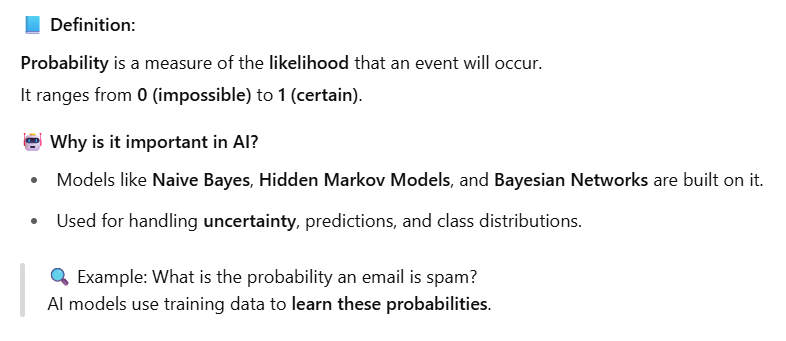 📘 Definition:
Probability is a measure of the likelihood that an event will occur.
It ranges from 0 (impossible) to 1 (certain).
🤖 Why is it important in AI?
• Models like Naive Bayes, Hidden Markov Models, and Bayesian Networks are built on it.
• Used for handling uncertainty, predictions, and class distributions.
🔍 Example: What is the probability an email is spam?
AI models use training data to learn these probabilities.